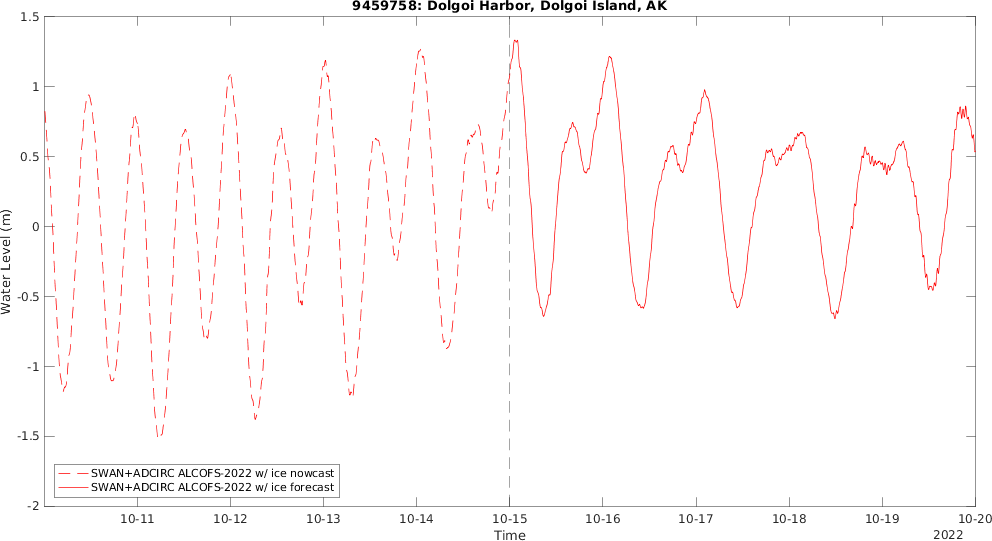 9459758: Dolgoi Harbor, Dolgoi Island, AK
1.5
1
0.5
0
-0.5
-1
-1.5
-2
Water Level (m)
SWAN+ADCIRC ALCOFS-2022 w/ ice nowcast
SWAN+ADCIRC ALCOFS-2022 w/ ice forecast
10-11 10-12 10-13 10-14 10-15 10-16 10-17 10-18 10-19 10-20
Time
2022